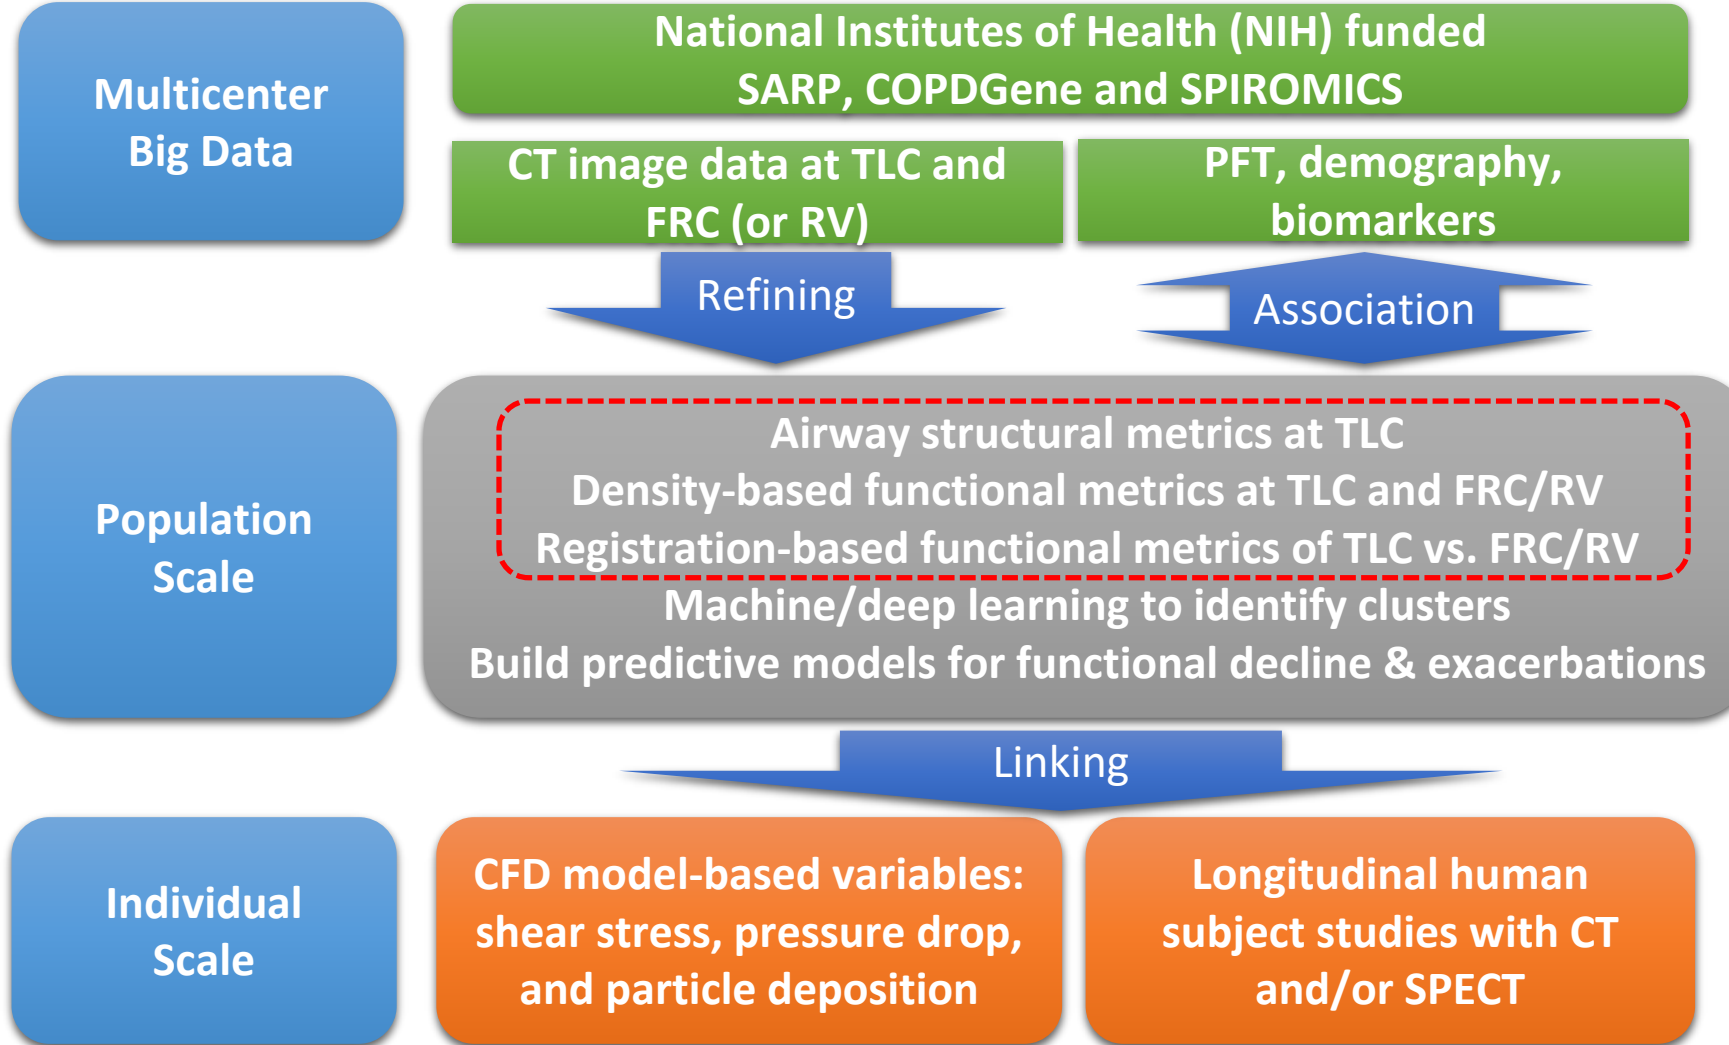 Multicenter
Big Data
National Institutes of Health (NIH) funded
SARP, COPDGene and SPIROMICS
CT image data at TLC and
FRC (or RV)
PFT, demography,
biomarkers
Refining
Association
Population
Scale
Airway structural metrics at TLC
Density-based functional metrics at TLC and FRC/RV
Registration-based functional metrics of TLC vs. FRC/RV
Machine/deep learning to identify clusters
Build predictive models for functional decline & exacerbations
Linking
Individual
Scale
CFD model-based variables:
shear stress, pressure drop,
and particle deposition
Longitudinal human
subject studies with CT
and/or SPECT